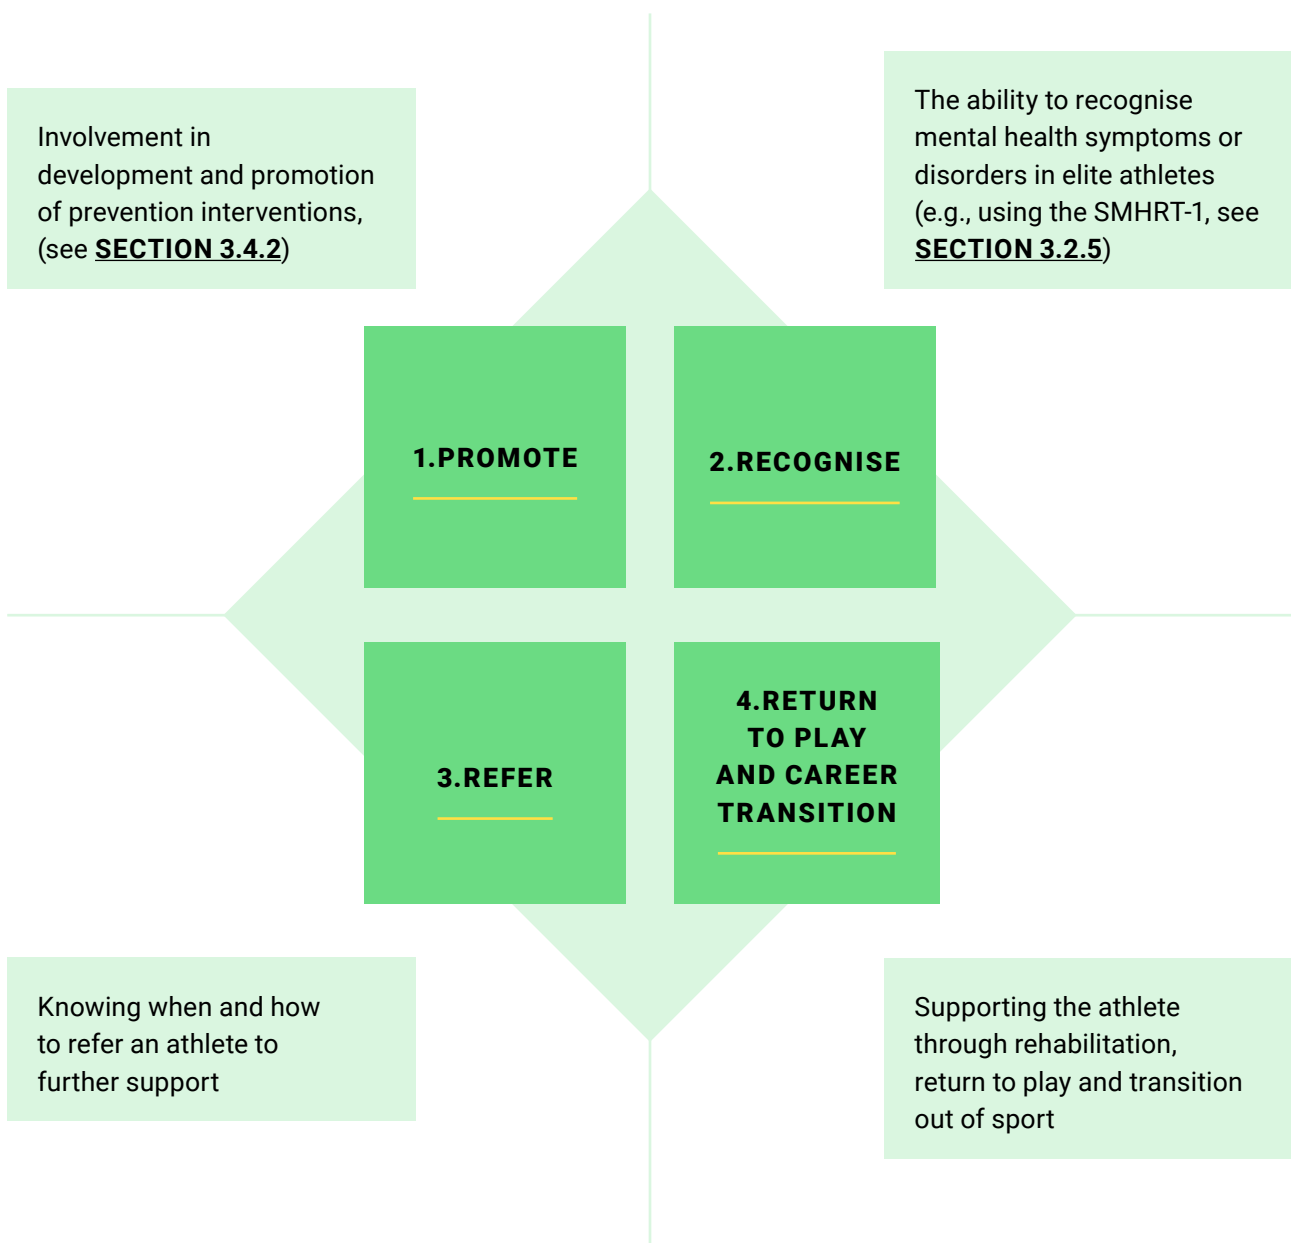 Involvement in
development and promotion
of prevention interventions,
(see SECTION 3.4.2)
The ability to recognise
mental health symptoms or
disorders in elite athletes
(e.g., using the SMHRT-1, see
SECTION 3.2.5)
1.PROMOTE
2.RECOGNISE
3.REFER
4.RETURN
TO PLAY
AND CAREER
TRANSITION
Knowing when and how
to refer an athlete to
further support
Supporting the athlete
through rehabilitation,
return to play and transition
out of sport